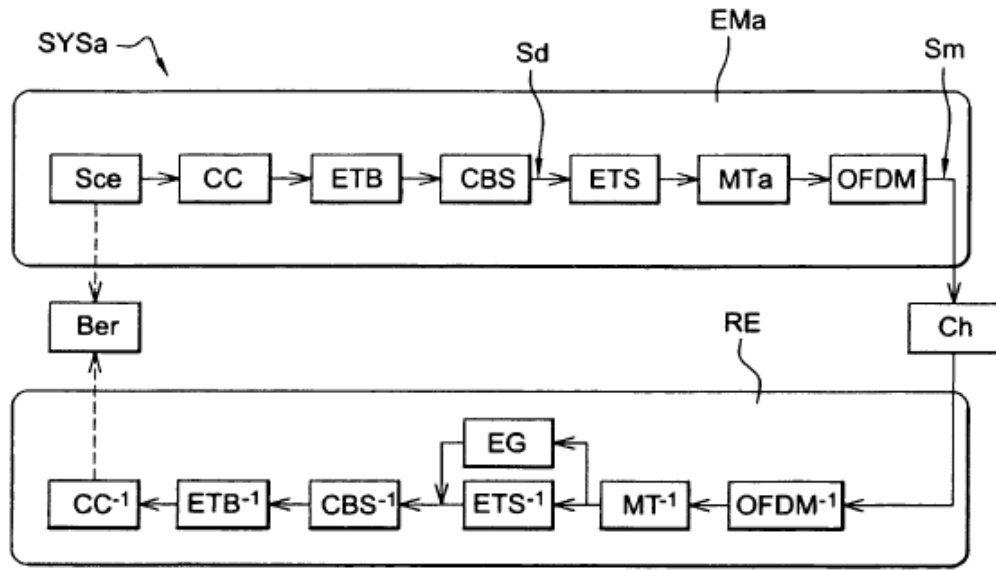 SYSa
EMa
Sd
Sm
Sce
CC
ETB
CBS
ETS
MTa
OFDM
Ber
Ch
RE
EG
CC-1
ETB-1
CBS-1
ETS-1
MT-1
OFDM-1